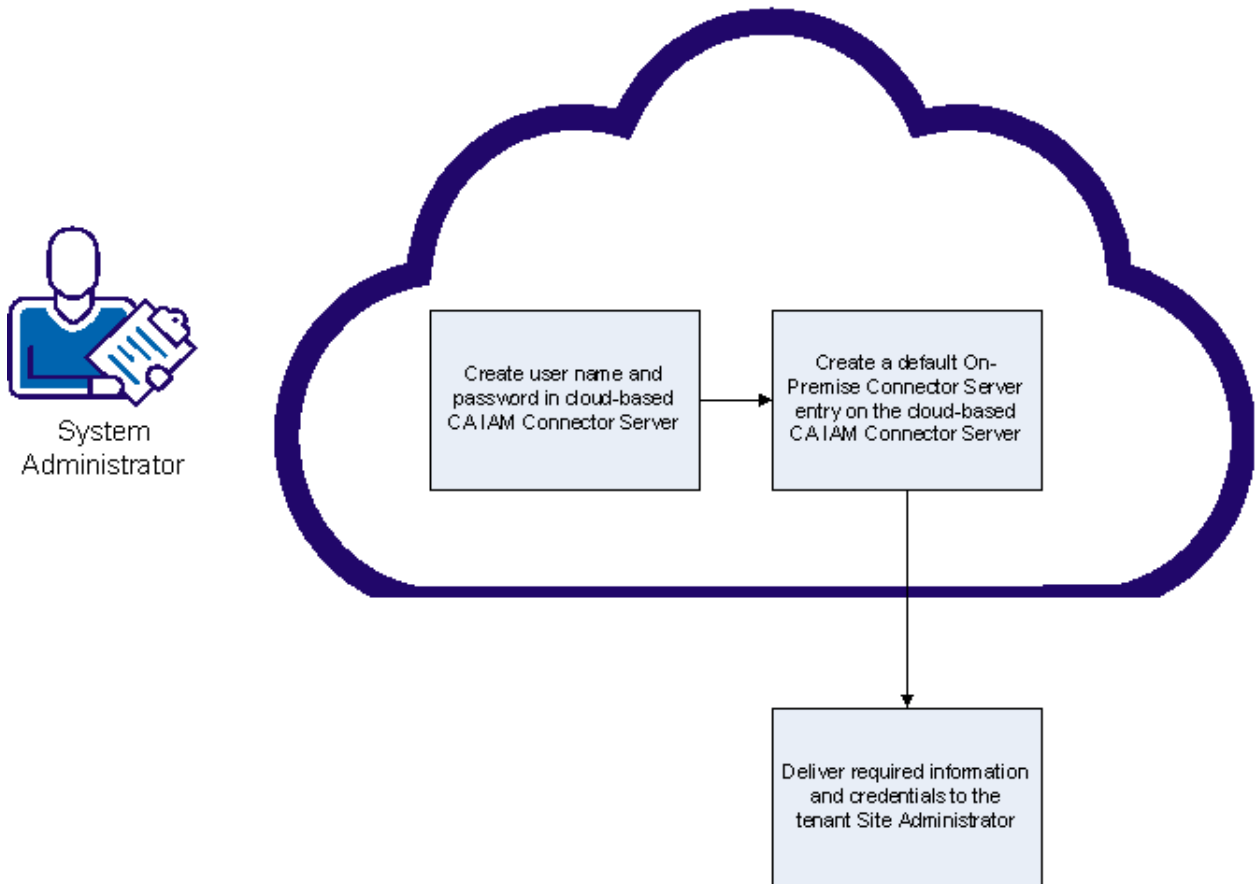 Create user name and
password in cloud-based
CA IAM Connector Server
Create a default On-
Premise Connector Server
entry on the cloud-based
CA IAM Connector Server
System
Administrator
Deliver required information
and credentials to the
tenant Site Administrator